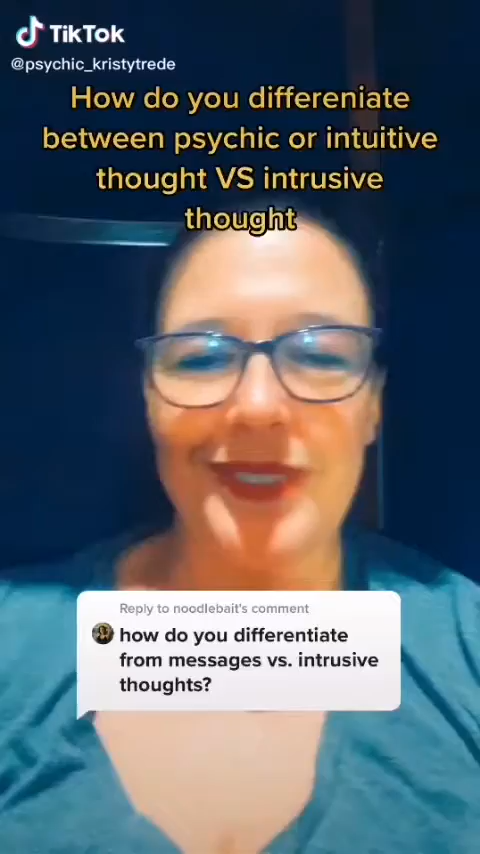 TikTok
@psychic_kristytrede
How do you differeniate
between psychic or intuitive
thought VS intrusive
thought
Reply to noodlebait's comment
how do you differentiate
from messages vs. intrusive
thoughts?